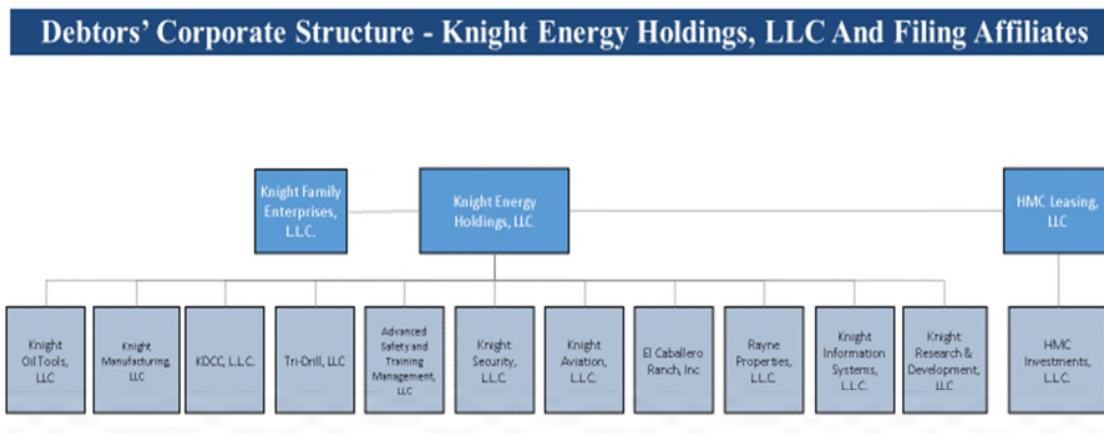 Debtors’ Corporate Structure - Knight Energy Holdings, LLC And Filing Affiliates
Knight Family
Enterprises,
L.L.C.
Knight Energy
Holdings, LLC
HMC Leasing,
LLC
Knight
Oil Tools,
LLC
Knight
Manufacturing,
LLC
KDCC, L.L.C.
Tri-Drill, LLC
Advanced
Safety and
Training
Management,
LLC
Knight
Security,
L.L.C.
Knight
Aviation,
L.L.C.
El Caballero
Ranch, Inc
Rayne
Properties,
L.L.C.
Knight
Information
Systems,
L.L.C.
Knight
Research &
Development,
LLC
HMC
Investments,
L.L.C.